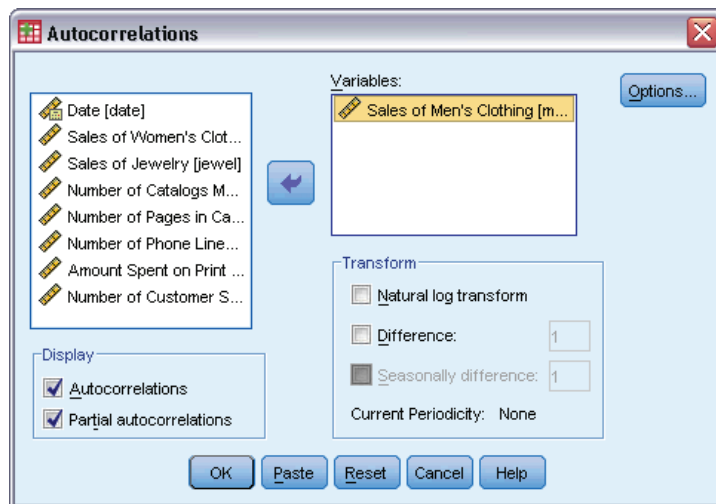 Autocorrelations
Date [date]
Sales of Women's Clot...
Sales of Jewelry [jewel]
Number of Catalogs M...
Number of Pages in Ca...
Number of Phone Line...
Amount Spent on Print ...
Number of Customer S...
Variables:
Sales of Men's Clothing [m...
Options...
Display
Autocorrelations
Partial autocorrelations
Transform
Natural log transform
Difference: 1
Seasonally difference: 1
Current Periodicity: None
OK Paste Reset Cancel Help